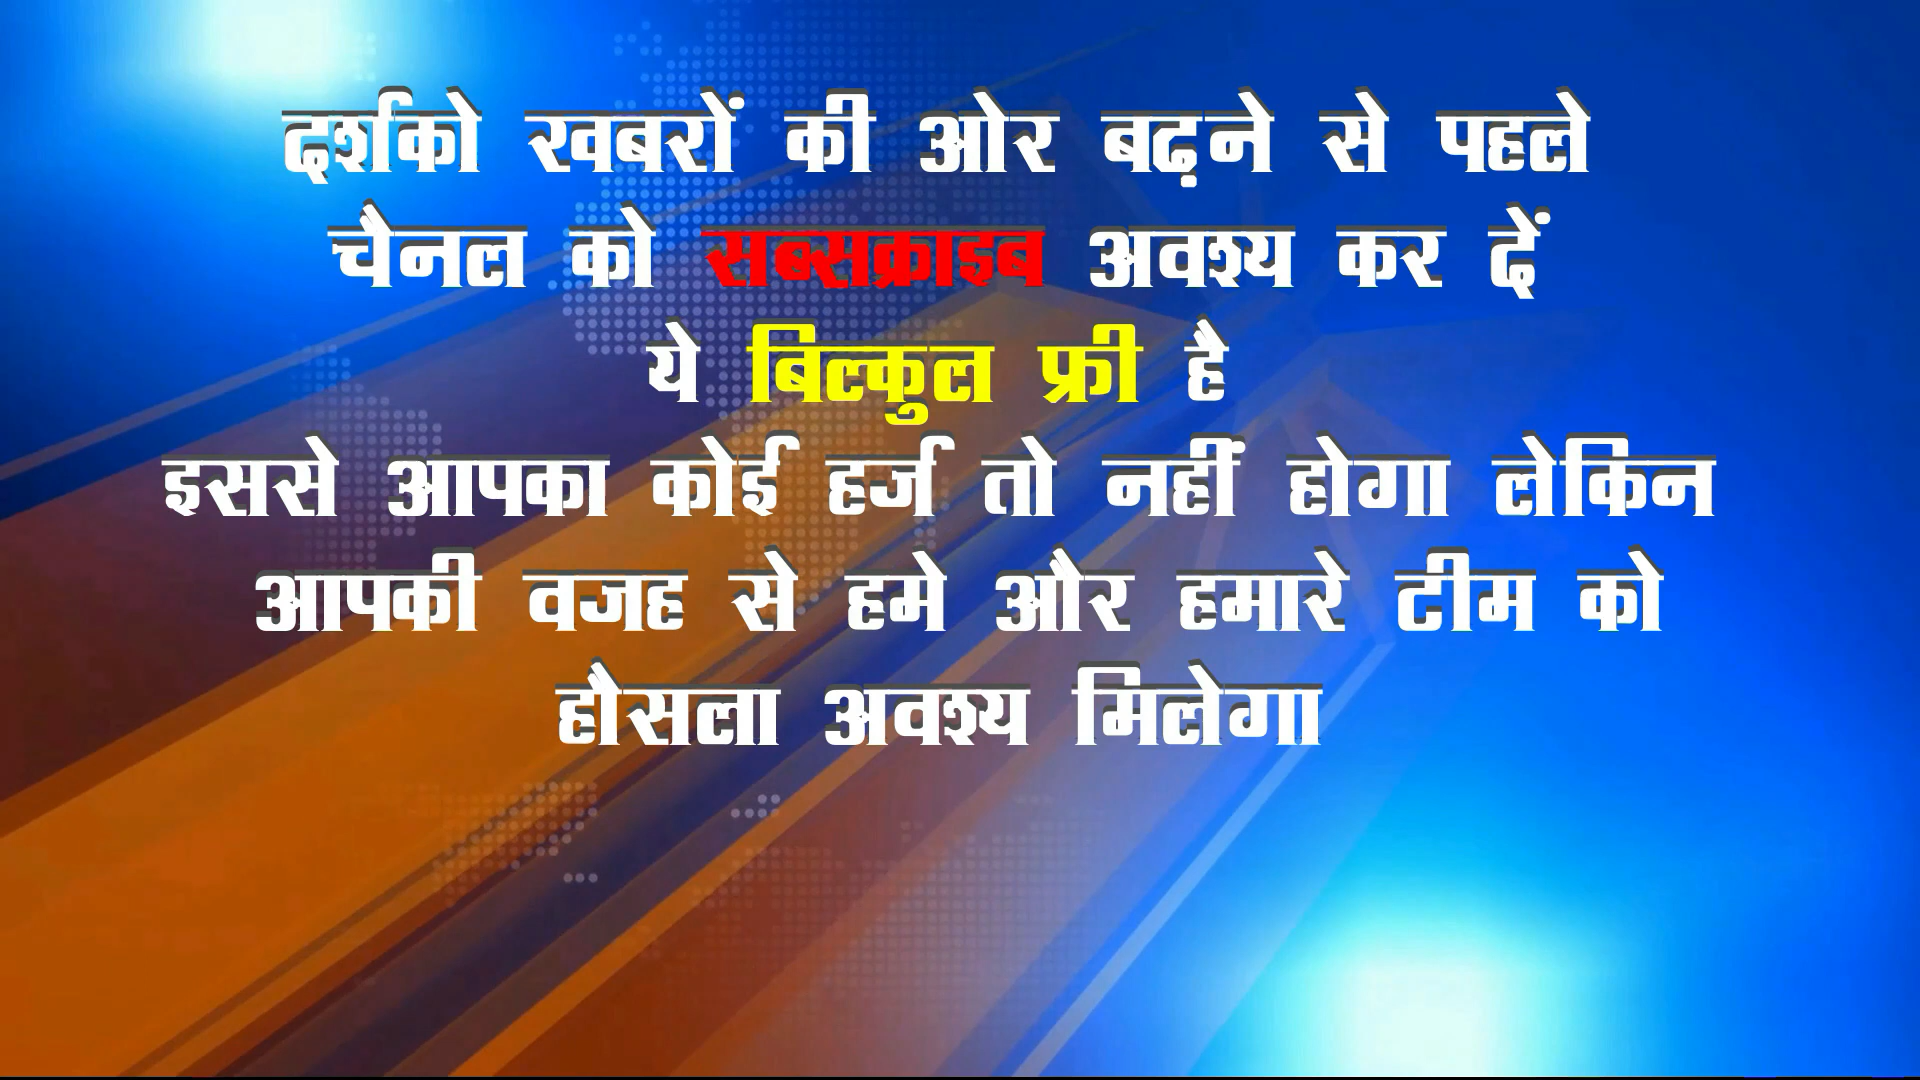 दर्शको खबरों की ओर बढ़ने से पहले
चैनल को सब्सक्राइब अवश्य कर दें
ये बिल्कुल फ्री है
इससे आपका कोई हर्ज तो नहीं होगा लेकिन
आपकी वजह से हमे और हमारे टीम को
हौसला अवश्य मिलेगा